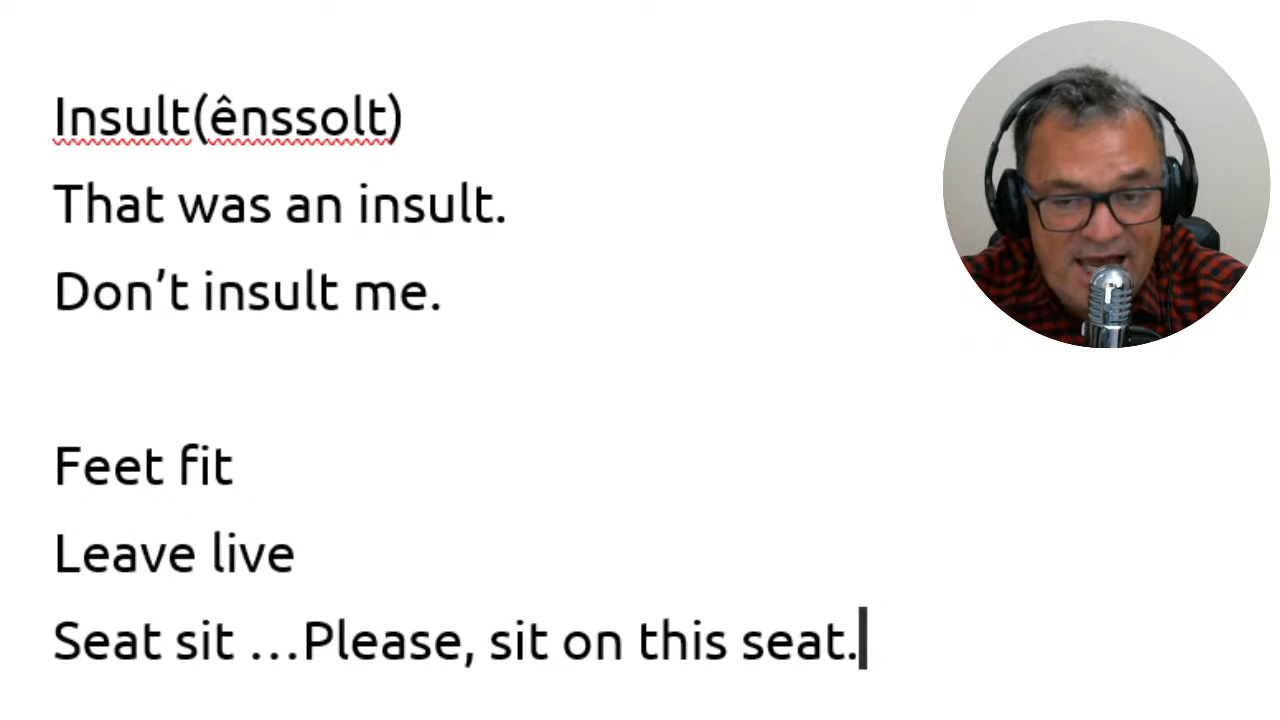 Insult(ênssolt)
That was an insult.
Don’t insult me.
Feet fit
Leave live
Seat sit …Please, sit on this seat.